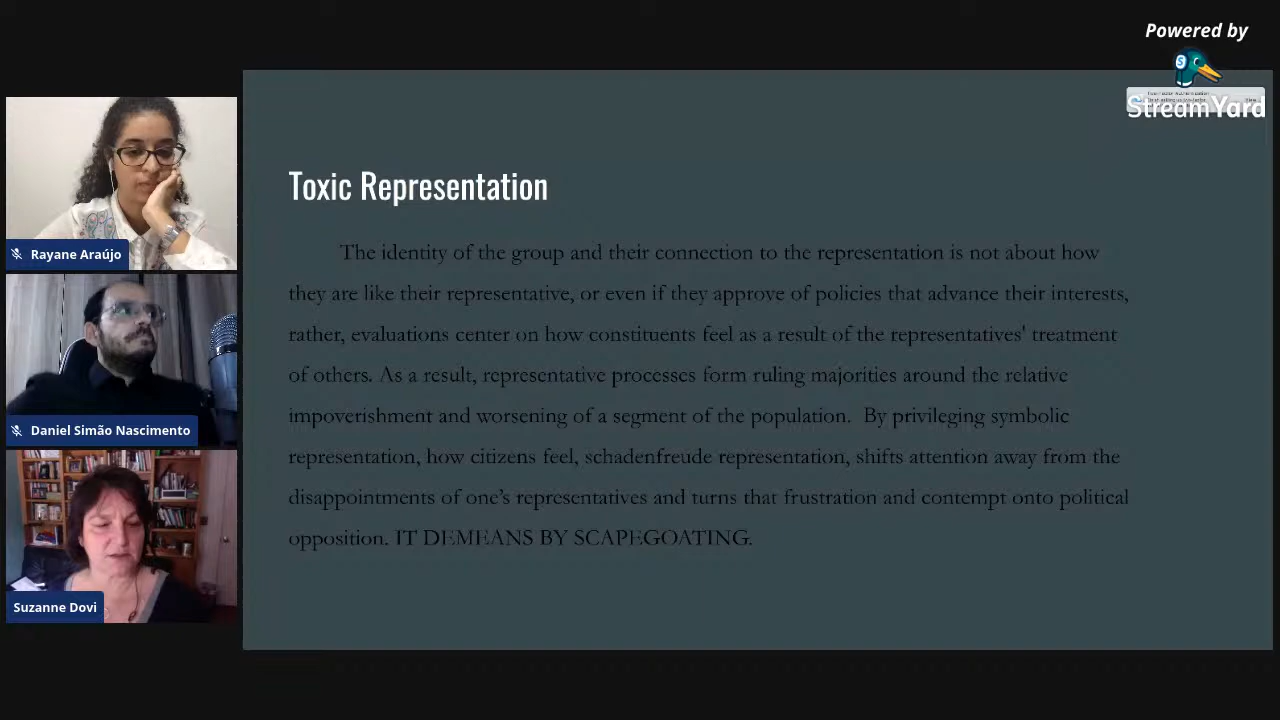 Powered by
StreamYard
Rayane Araújo
Daniel Simão Nascimento
Suzanne Dovi
Toxic Representation
The identity of the group and their connection to the representation is not about how
they are like their representative, or even if they approve of policies that advance their interests,
rather, evaluations center on how constituents feel as a result of the representatives' treatment
of others. As a result, representative processes form ruling majorities around the relative
impoverishment and worsening of a segment of the population.  By privileging symbolic
representation, how citizens feel, schadenfreude representation, shifts attention away from the
disappointments of one’s representatives and turns that frustration and contempt onto political
opposition. IT DEMEANS BY SCAPEGOATING.